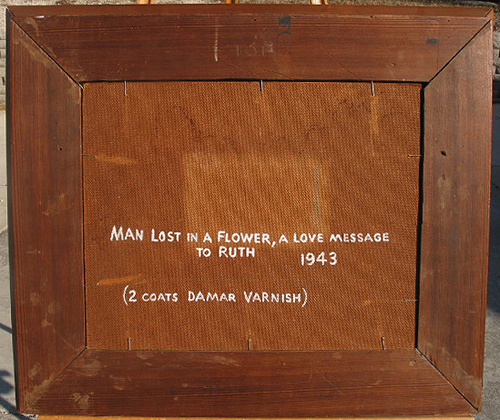 MAN LOST IN A FLOWER, A LOVE MESSAGE
TO RUTH 1943
(2 COATS DAMAR VARNISH)